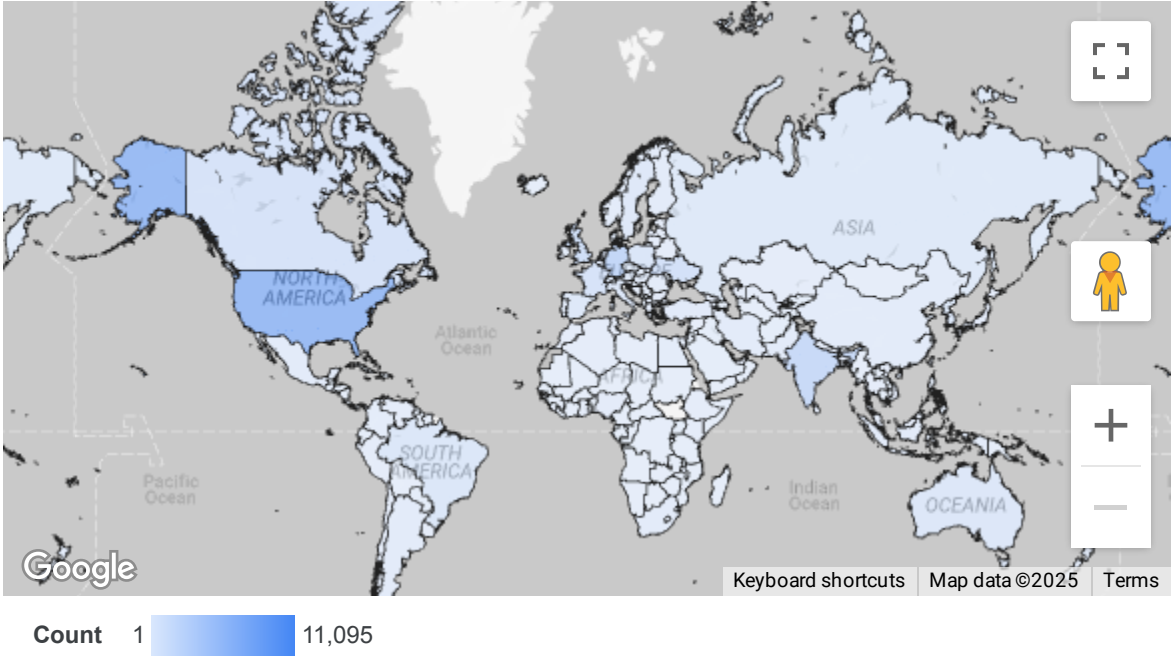 ASIA
NORTH
AMERICA
EUROPE
Atlantic
Ocean
AFRICA
SOUTH
AMERICA
Pacific
Ocean
Indian
Ocean
OCEANIA
Google
Keyboard shortcuts
Map data ©2025
Terms
Count 1 11,095